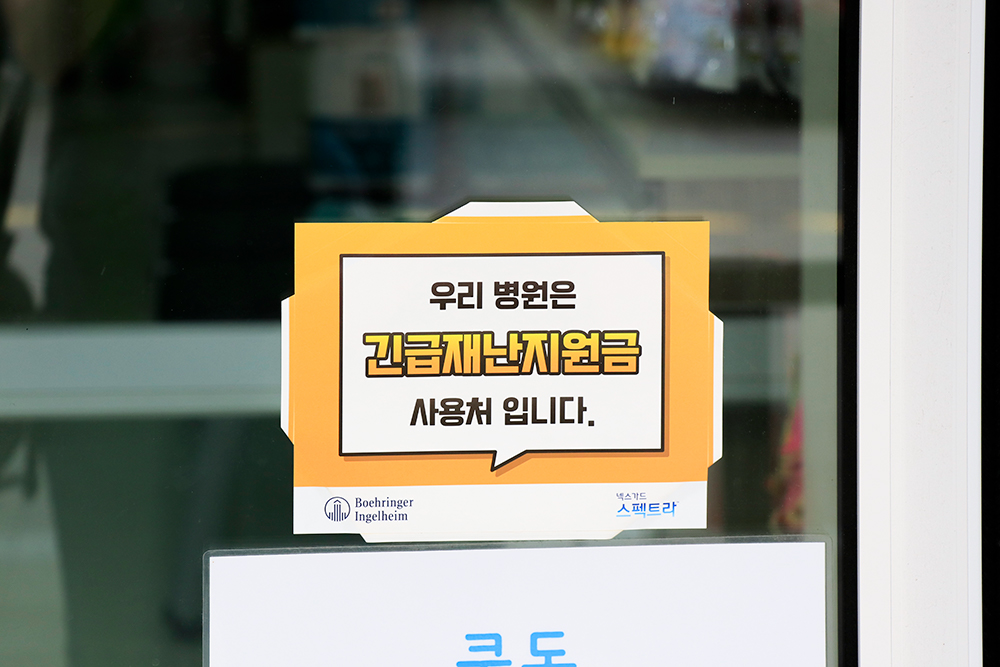 우리 병원은
긴급재난지원금
사용처 입니다.
Boehringer
Ingelheim
넥스가드
스펙트라